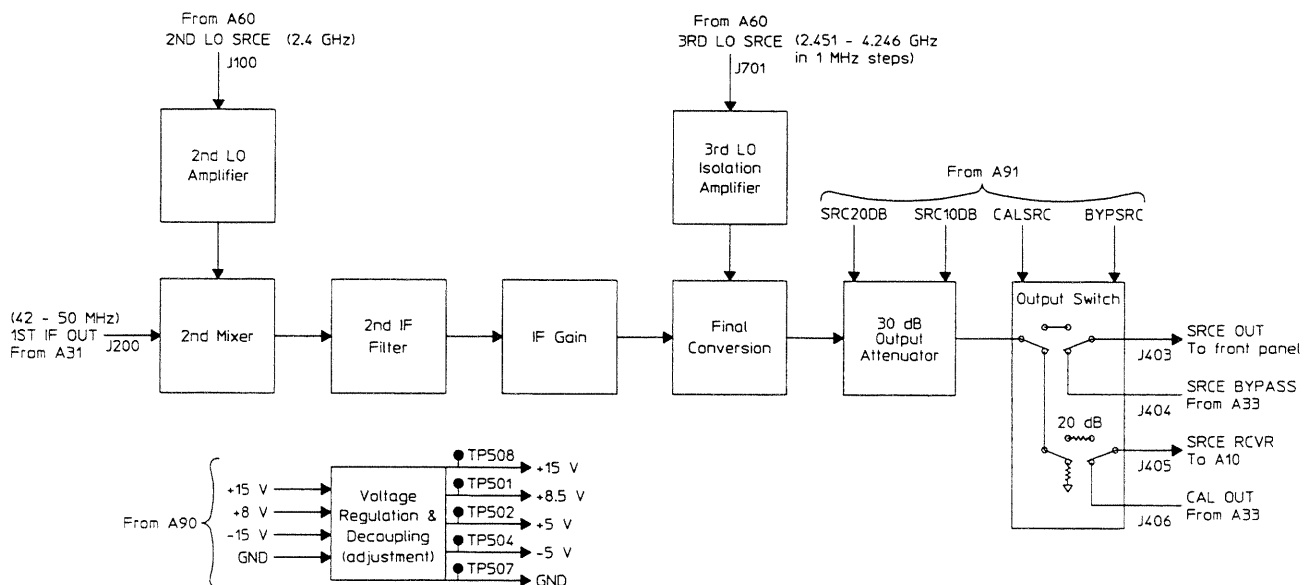 From A60
2ND LO SRCE (2.4 GHz)
J100
From A60
3RD LO SRCE (2.451 - 4.246 GHz
in 1 MHz steps)
J701
2nd LO
Amplifier
3rd LO
Isolation
Amplifier
From A91
SRC20DB SRC10DB CALSRC BYPSRC
(42 - 50 MHz)
1ST IF OUT
From A31
J200
2nd Mixer
2nd IF
Filter
IF Gain
Final
Conversion
30 dB
Output
Attenuator
Output Switch
SRCE OUT
To front panel
J403
SRCE BYPASS
From A33
J404
20 dB
SRCE RCVR
To A10
J405
CAL OUT
From A33
J406
From A90
+15 V
+8 V
-15 V
GND
Voltage
Regulation &
Decoupling
(adjustment)
TP508
+15 V
TP501
+8.5 V
TP502
+5 V
TP504
-5 V
TP507
GND